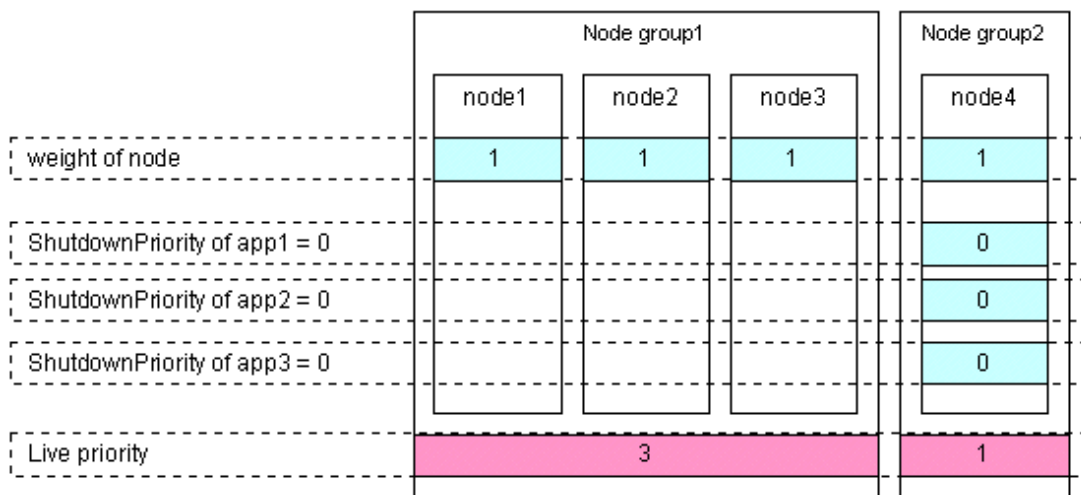 Node group1 Node group2
node1 node2 node3 node4
weight of node 1 1 1 1
ShutdownPriority of app1 = 0 0
ShutdownPriority of app2 = 0 0
ShutdownPriority of app3 = 0 0
Live priority 3 1